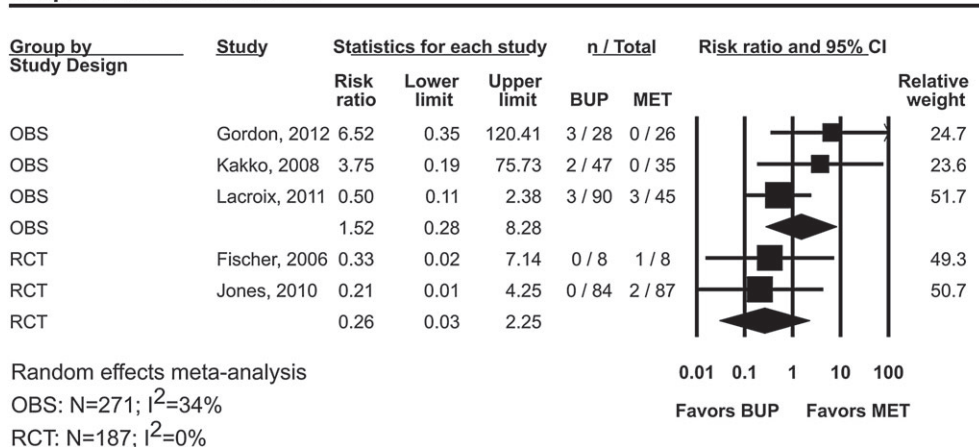 Group by Study Statistics for each study n / Total Risk ratio and 95% CI
Study Design
Risk Lower Upper Relative
ratio limit limit BUP MET weight
OBS Gordon, 2012 6.52 0.35 120.41 3 / 28 0 / 26 24.7
OBS Kakko, 2008 3.75 0.19 75.73 2 / 47 0 / 35 23.6
OBS Lacroix, 2011 0.50 0.11 2.38 3 / 90 3 / 45 51.7
OBS 1.52 0.28 8.28
RCT Fischer, 2006 0.33 0.02 7.14 0 / 8 1 / 8 49.3
RCT Jones, 2010 0.21 0.01 4.25 0 / 84 2 / 87 50.7
RCT 0.26 0.03 2.25
Random effects meta-analysis 0.01 0.1 1 10 100
OBS: N=271; I²=34% Favors BUP Favors MET
RCT: N=187; I²=0%